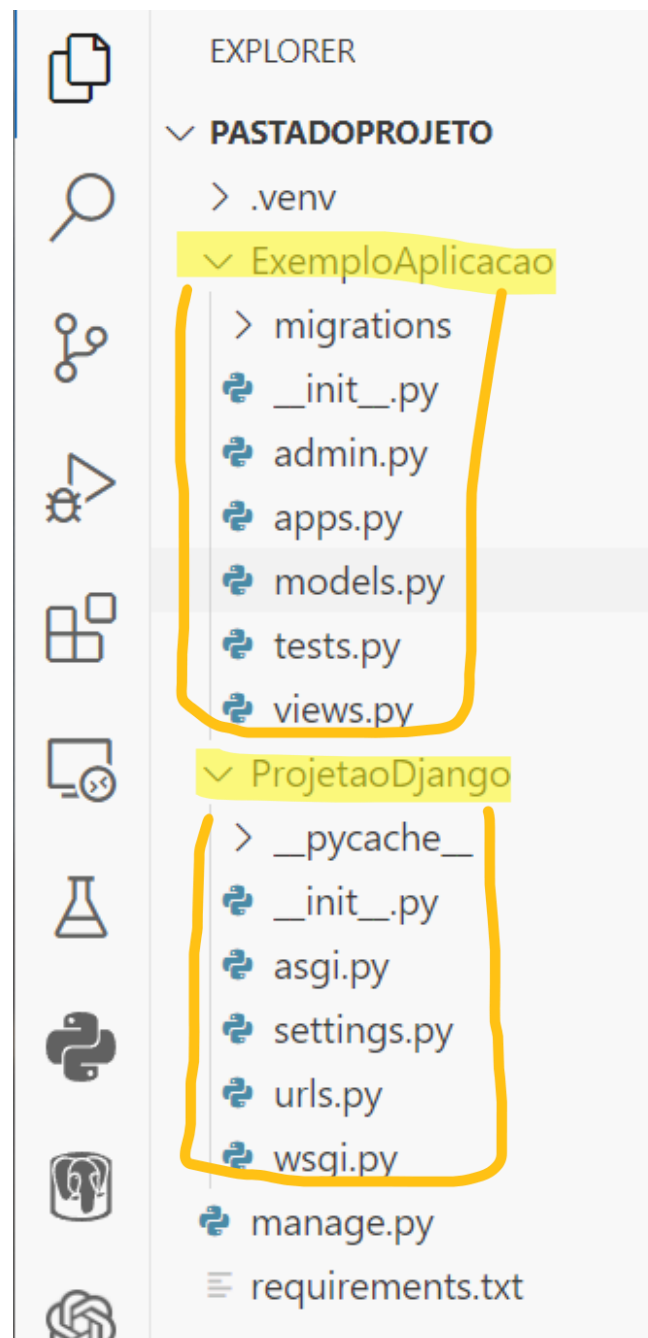 EXPLORER
PASTADOPROJETO
.venv
ExemploAplicacao
migrations
__init__.py
admin.py
apps.py
models.py
tests.py
views.py
ProjetaoDjango
__pycache__
__init__.py
asgi.py
settings.py
urls.py
wsgi.py
manage.py
requirements.txt